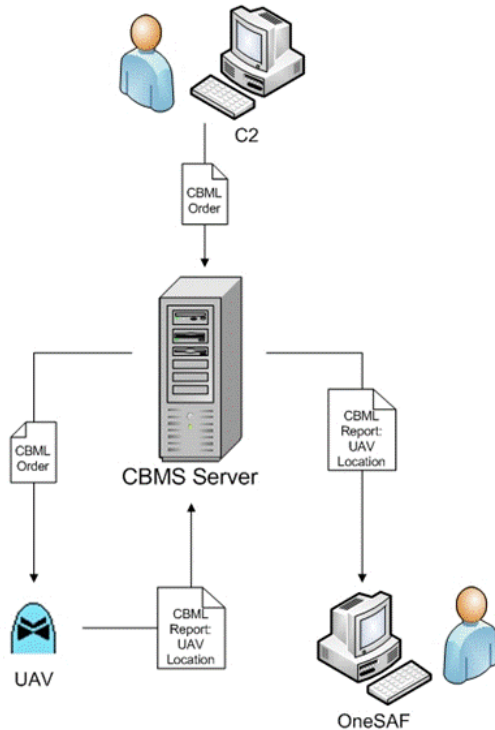 C2
CBML
Order
CBMS Server
CBML
Order
CBML
Report:
UAV
Location
CBML
Report:
UAV
Location
UAV
OneSAF